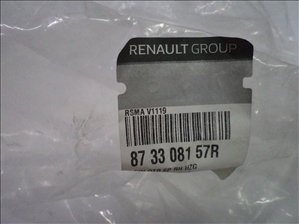 RENAULT GROUP
RSMA V1119
87 33 081 57R